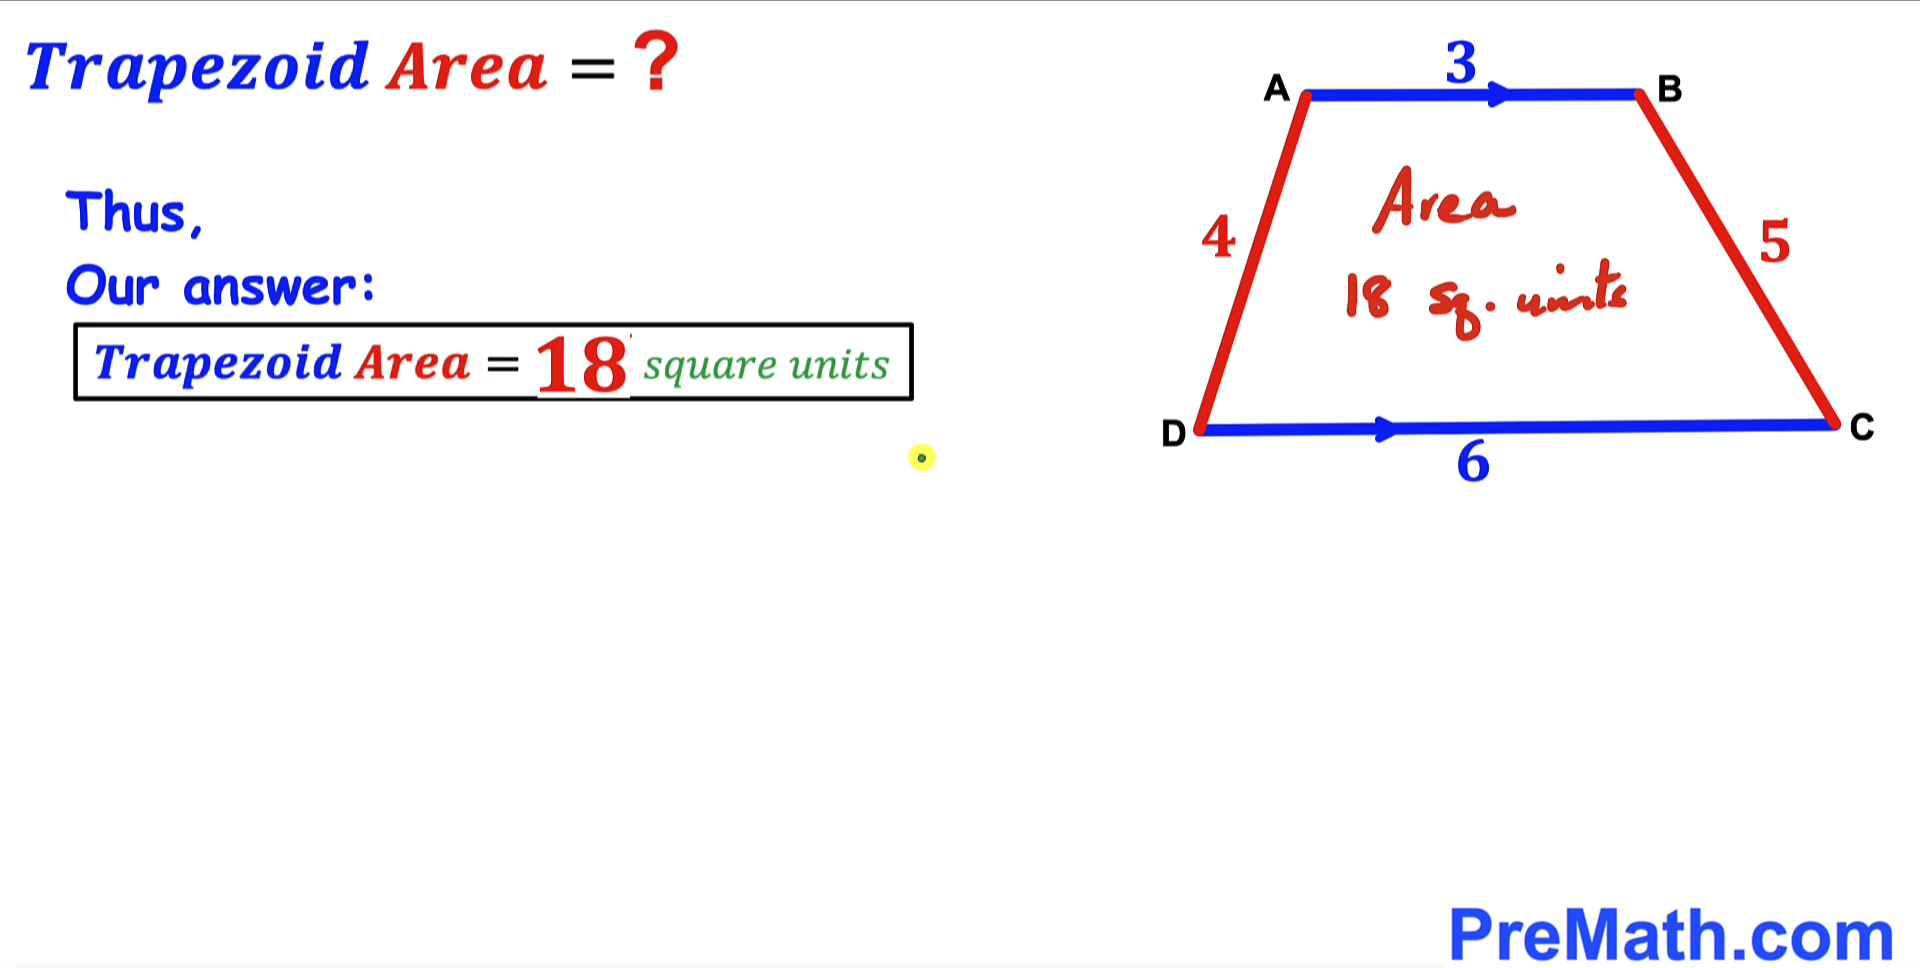 Trapezoid Area = ?
Thus,
Our answer:
Trapezoid Area = 18 square units
3
A
B
Area
4
5
18 sq. units
D
C
6
PreMath.com